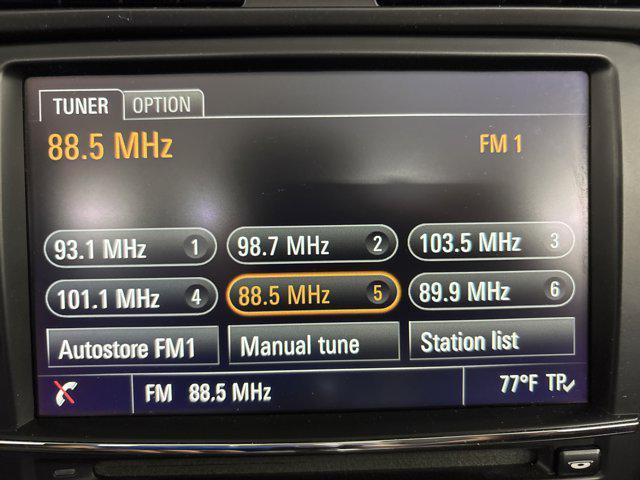 TUNER OPTION
88.5 MHz FM 1
93.1 MHz 1 98.7 MHz 2 103.5 MHz 3
101.1 MHz 4 88.5 MHz 5 89.9 MHz 6
Autostore FM1 Manual tune Station list
FM 88.5 MHz 77°F TP